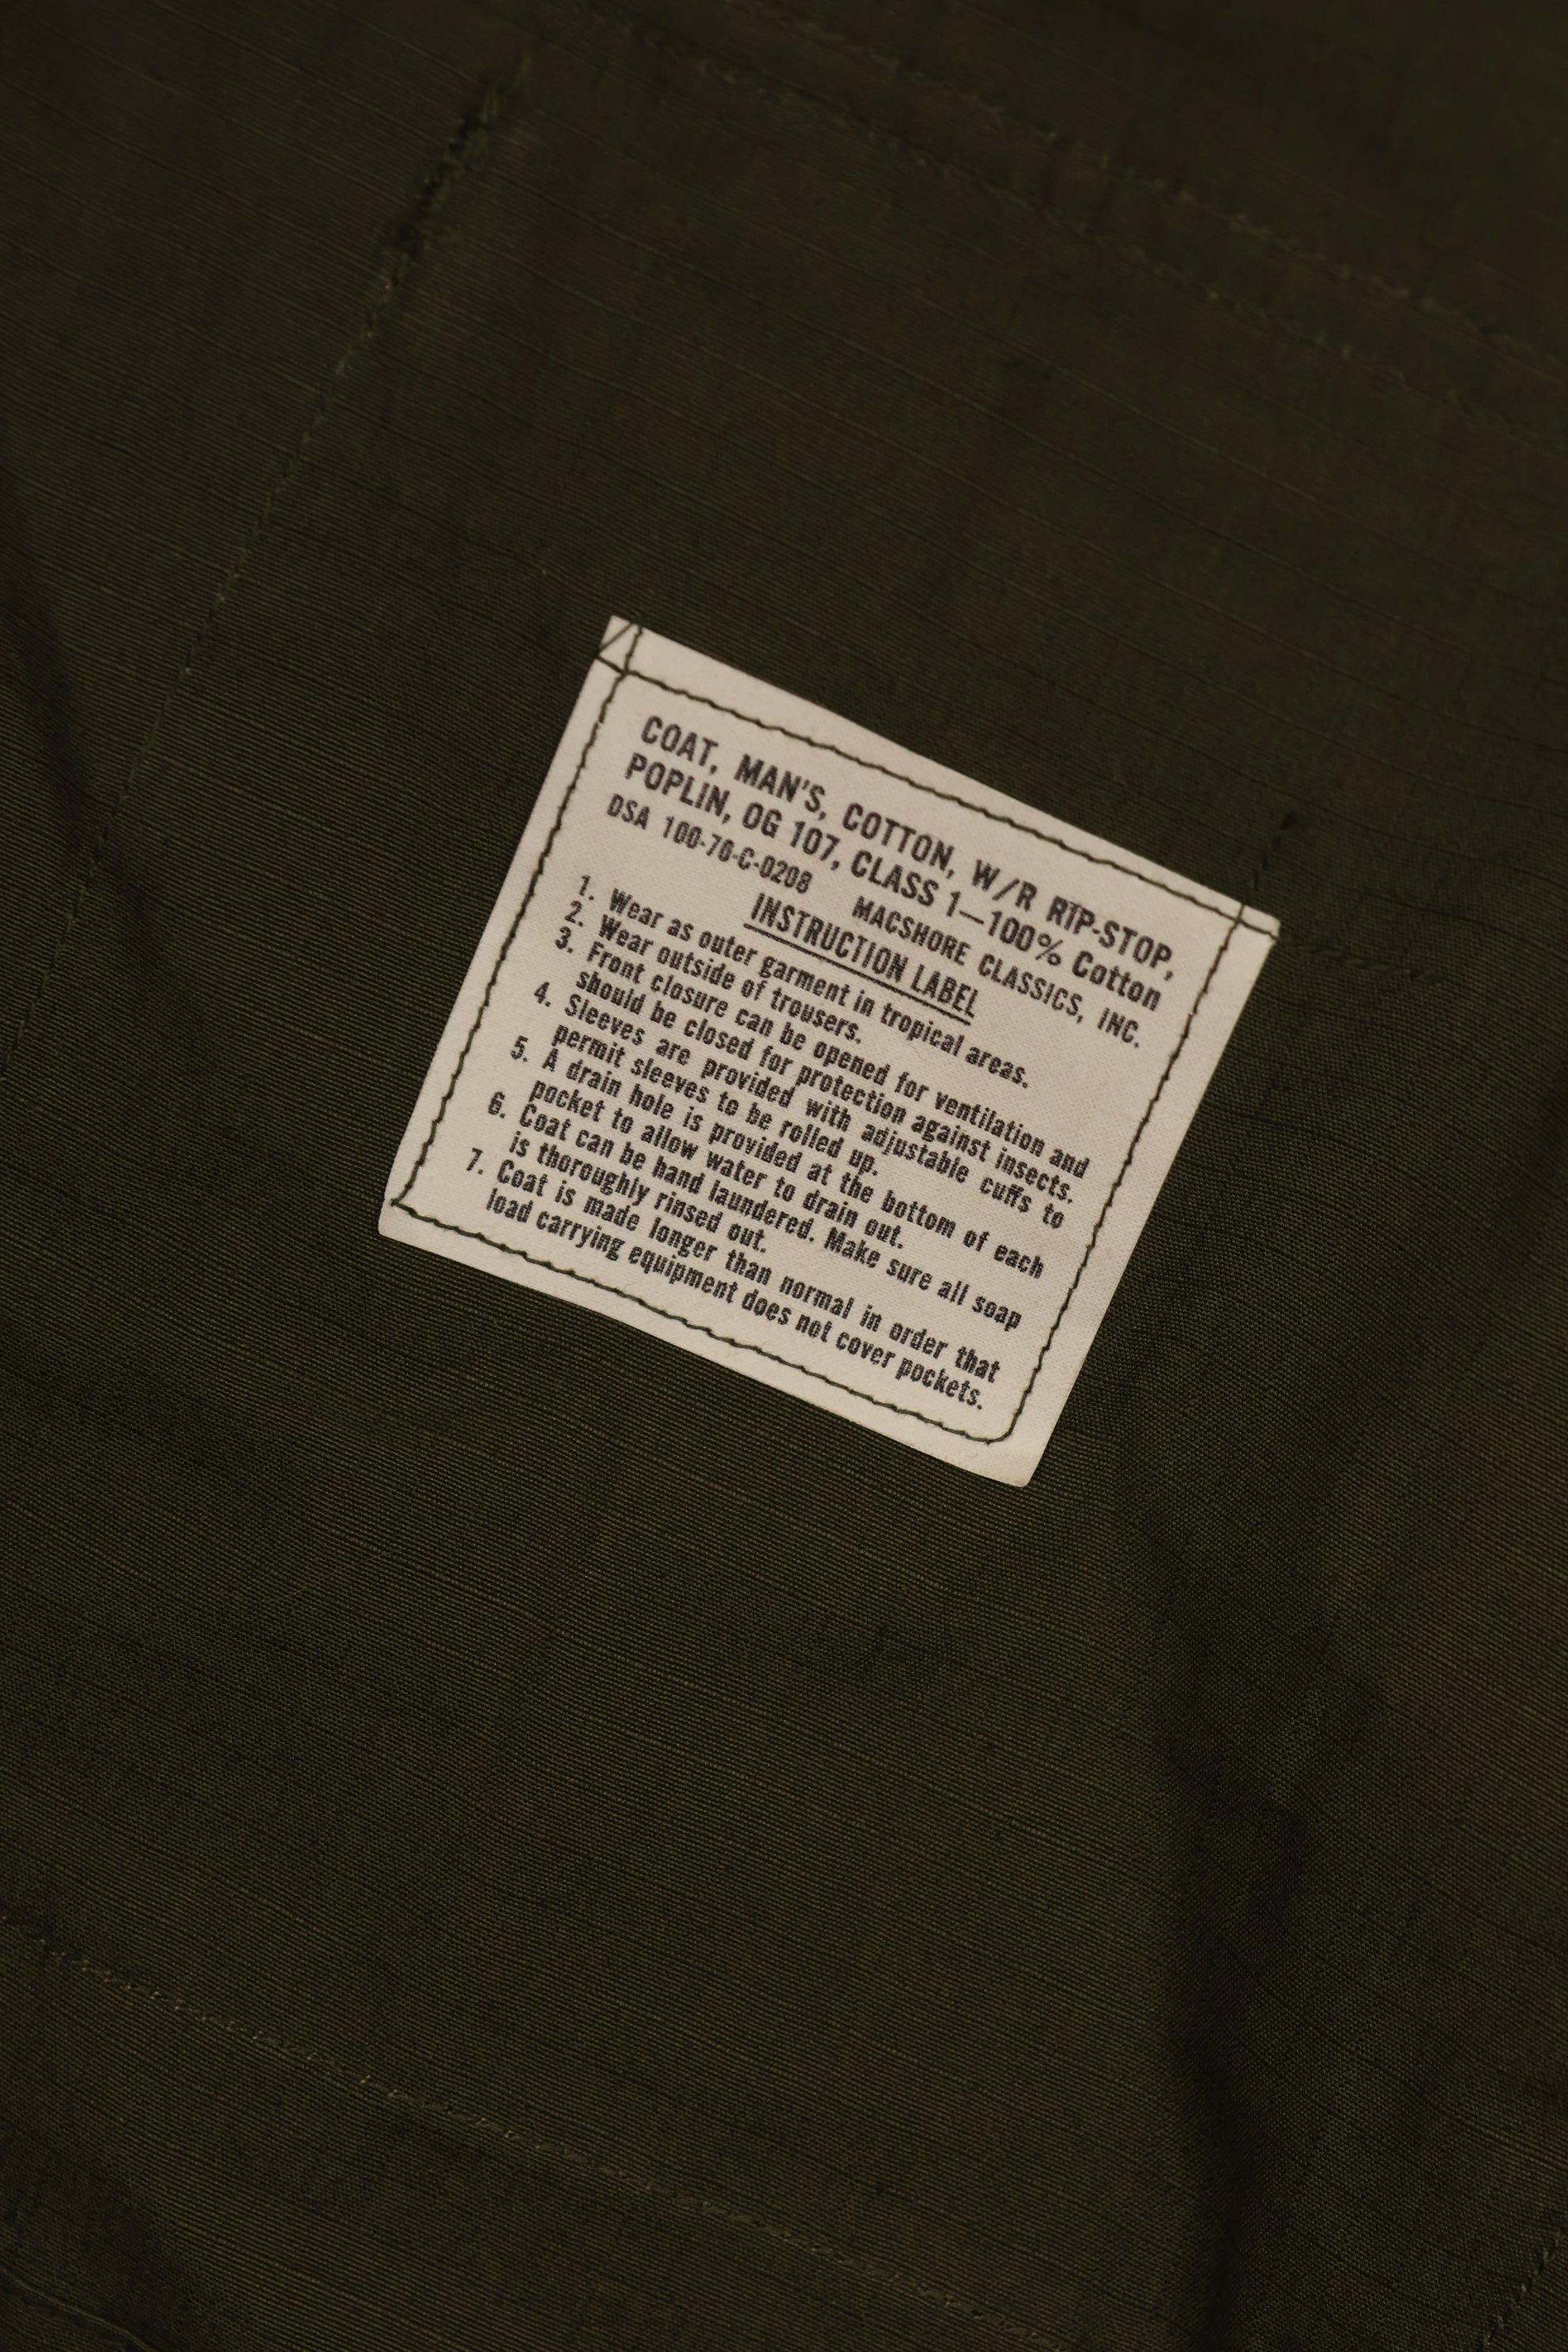 COAT, MAN'S, COTTON, W/R RIP-STOP,
POPLIN, OG 107, CLASS 1—100% Cotton
DSA 100-70-C-0208 MACSHORE CLASSICS, INC.
INSTRUCTION LABEL
1. Wear as outer garment in tropical areas.
2. Wear outside of trousers.
3. Front closure can be opened for ventilation and
should be closed for protection against insects.
4. Sleeves are provided with adjustable cuffs to
permit sleeves to be rolled up.
5. A drain hole is provided at the bottom of each
pocket to allow water to drain out.
6. Coat can be hand laundered. Make sure all soap
is thoroughly rinsed out.
7. Coat is made longer than normal in order that
load carrying equipment does not cover pockets.